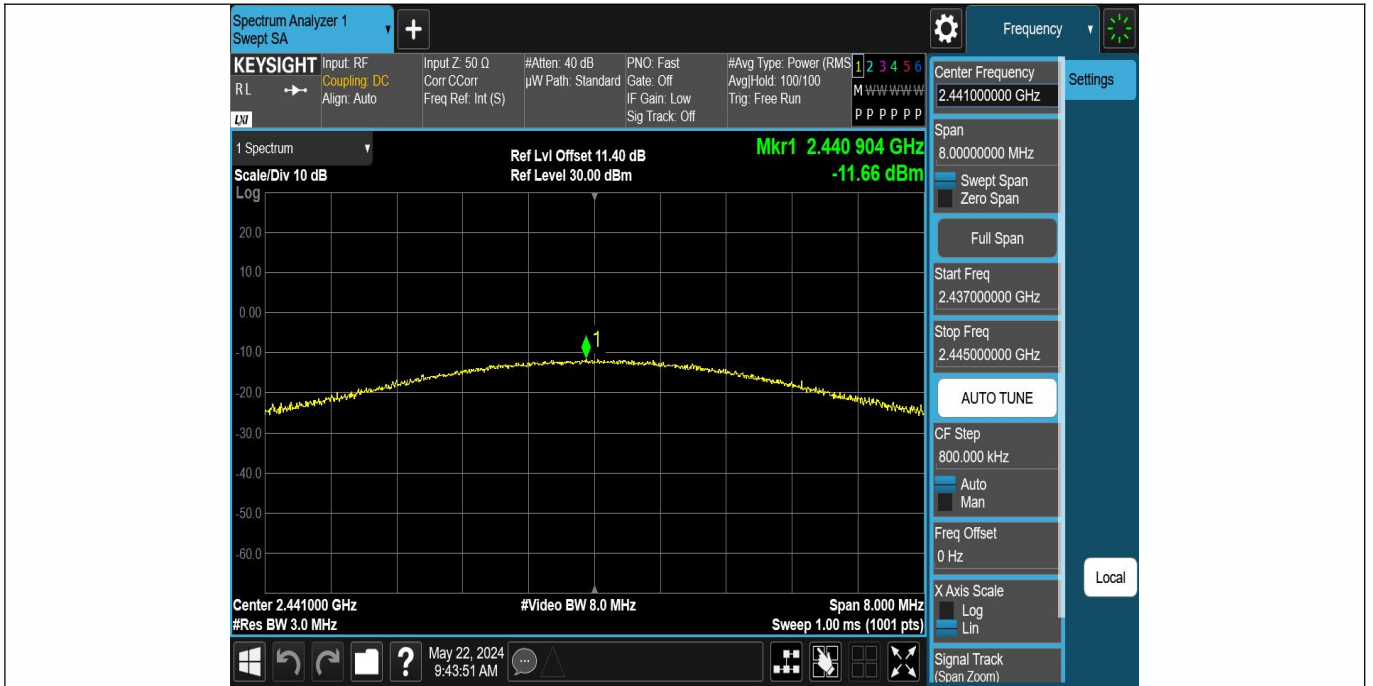 Spectrum Analyzer 1
Swept SA
+
Frequency
KEYSIGHT
R L
LXI
Input: RF
Coupling: DC
Align: Auto
Input Z: 50 Ω
Corr CCorr
Freq Ref: Int (S)
#Atten: 40 dB
µW Path: Standard
PNO: Fast
Gate: Off
IF Gain: Low
Sig Track: Off
#Avg Type: Power (RMS
Avg|Hold: 100/100
Trig: Free Run
1 2 3 4 5 6
M W W W W W
P P P P P P
1 Spectrum
Scale/Div 10 dB
Log
Ref Lvl Offset 11.40 dB
Ref Level 30.00 dBm
Mkr1 2.440 904 GHz
-11.66 dBm
20.0
10.0
0.00
-10.0
-20.0
-30.0
-40.0
-50.0
-60.0
1
Center 2.441000 GHz
#Res BW 3.0 MHz
#Video BW 8.0 MHz
Span 8.000 MHz
Sweep 1.00 ms (1001 pts)
Center Frequency
2.441000000 GHz
Settings
Span
8.00000000 MHz
Swept Span
Zero Span
Full Span
Start Freq
2.437000000 GHz
Stop Freq
2.445000000 GHz
AUTO TUNE
CF Step
800.000 kHz
Auto
Man
Freq Offset
0 Hz
X Axis Scale
Log
Lin
Local
Signal Track
(Span Zoom)
?
May 22, 2024
9:43:51 AM